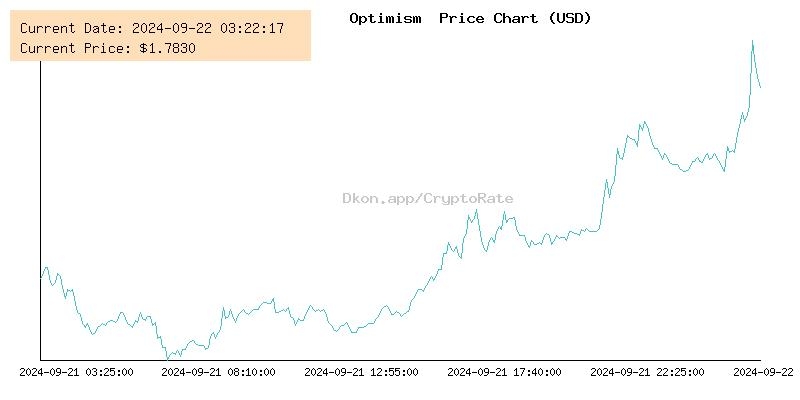 Optimism  Price Chart (USD)
Current Date: 2024-09-22 03:22:17
Current Price: $1.7830
Dkon.app/CryptoRate
2024-09-21 03:25:00 2024-09-21 08:10:00 2024-09-21 12:55:00 2024-09-21 17:40:00 2024-09-21 22:25:00 2024-09-22